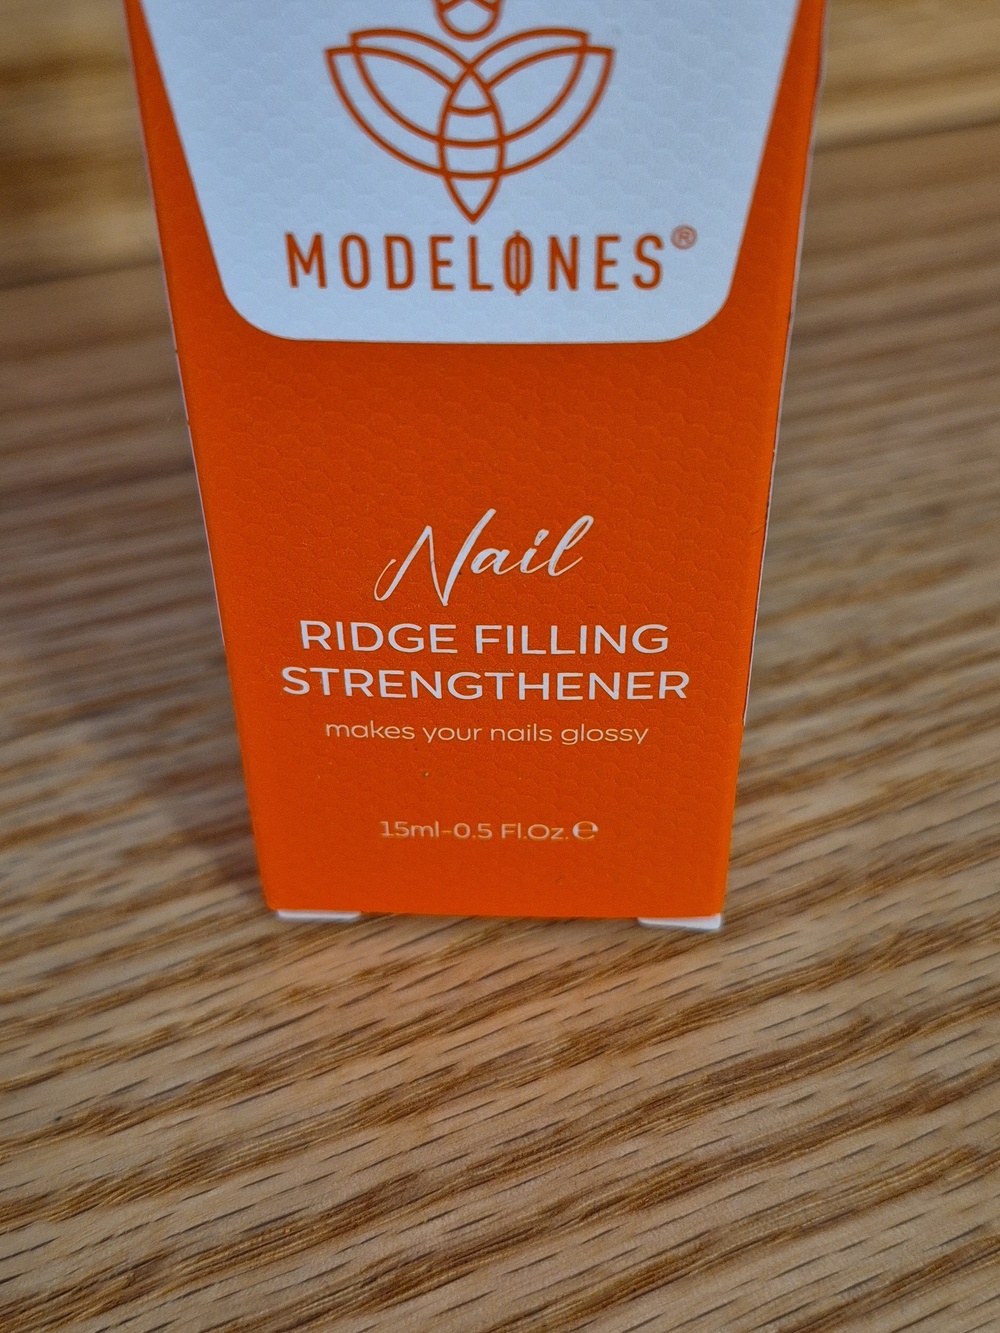 MODELONES®
Nail
RIDGE FILLING
STRENGTHENER
makes your nails glossy
15ml-0.5 Fl.Oz.℮